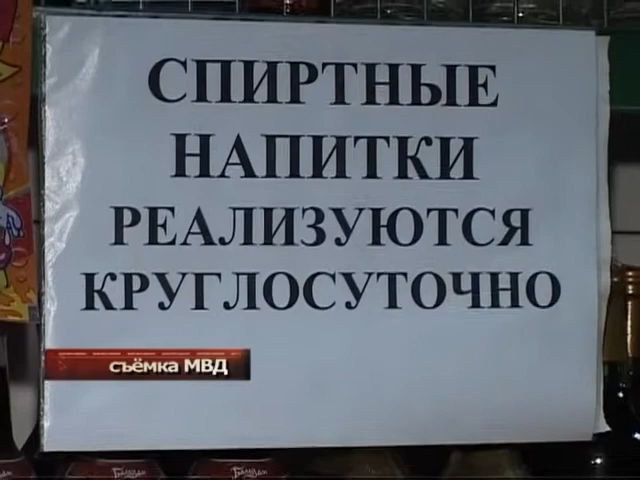 СПИРТНЫЕ
НАПИТКИ
РЕАЛИЗУЮТСЯ
КРУГЛОСУТОЧНО
съёмка МВД